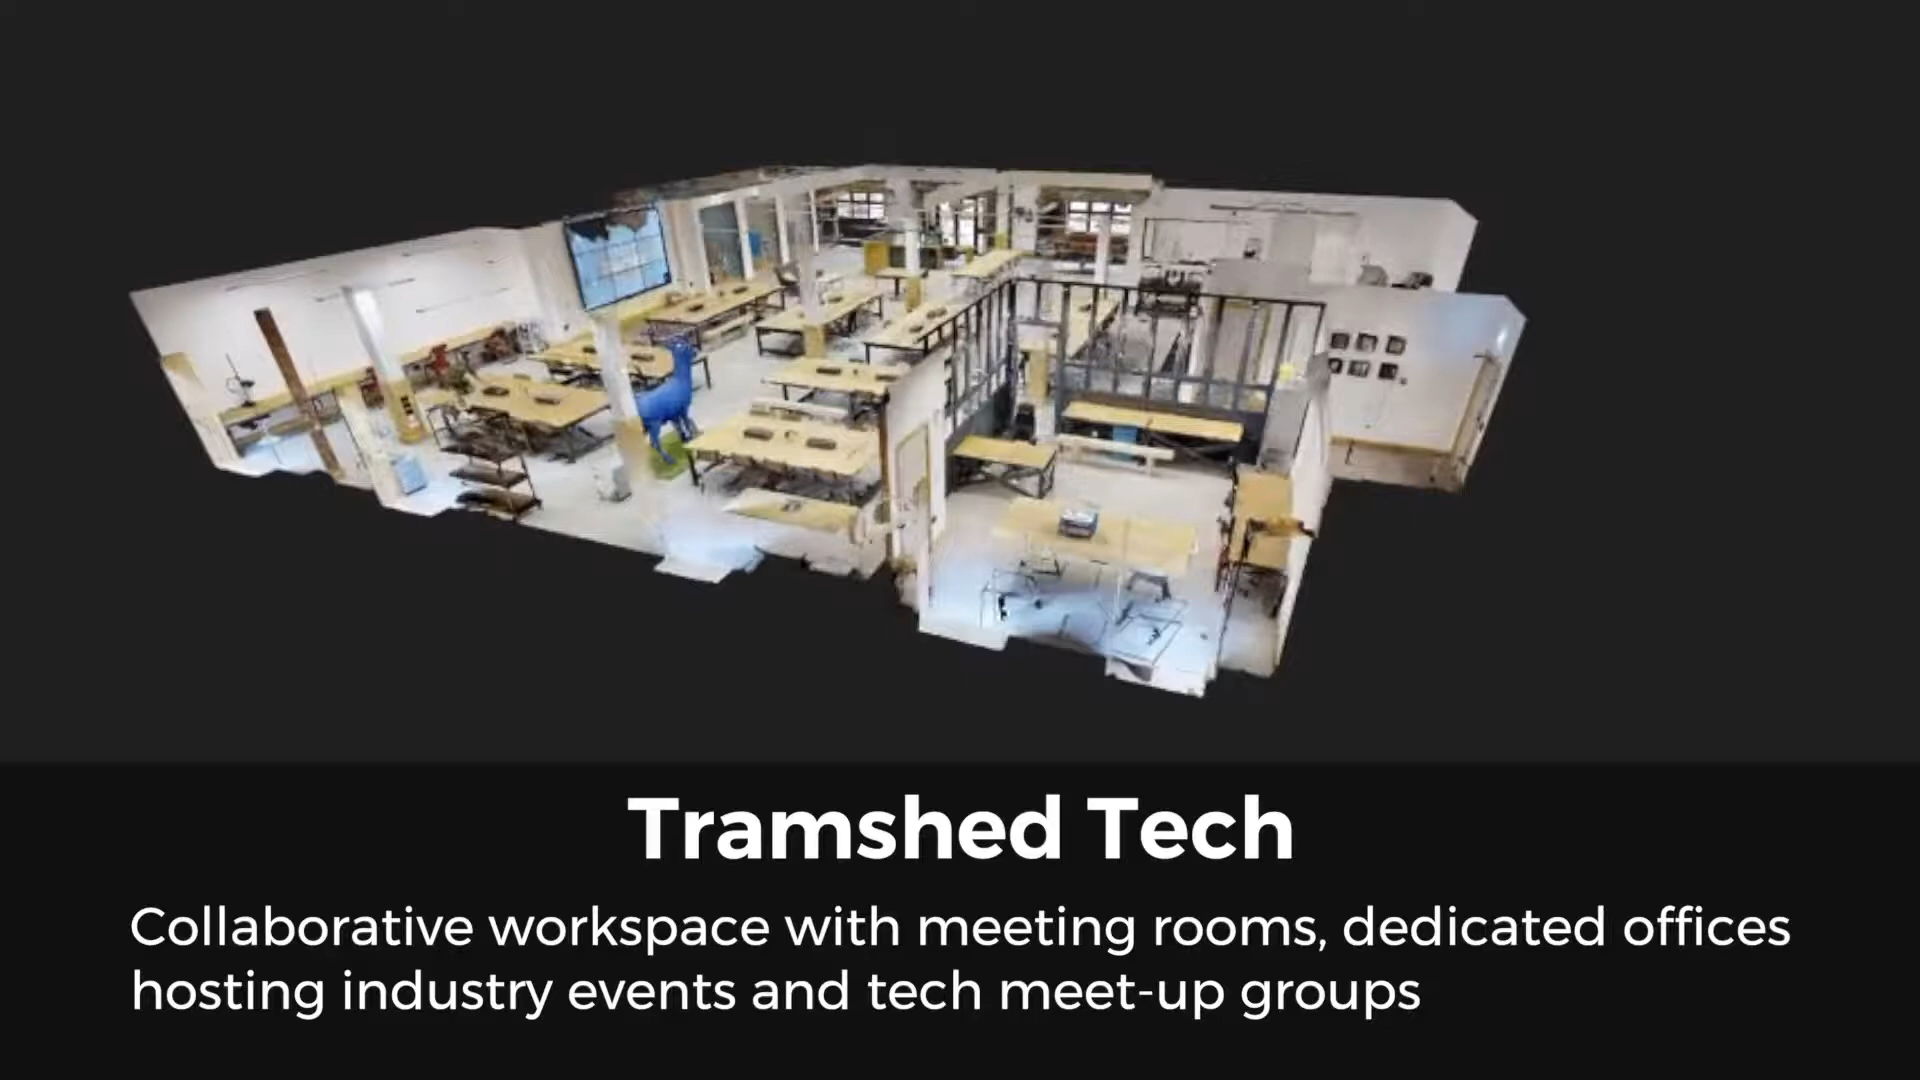 Tramshed Tech
Collaborative workspace with meeting rooms, dedicated offices
hosting industry events and tech meet-up groups